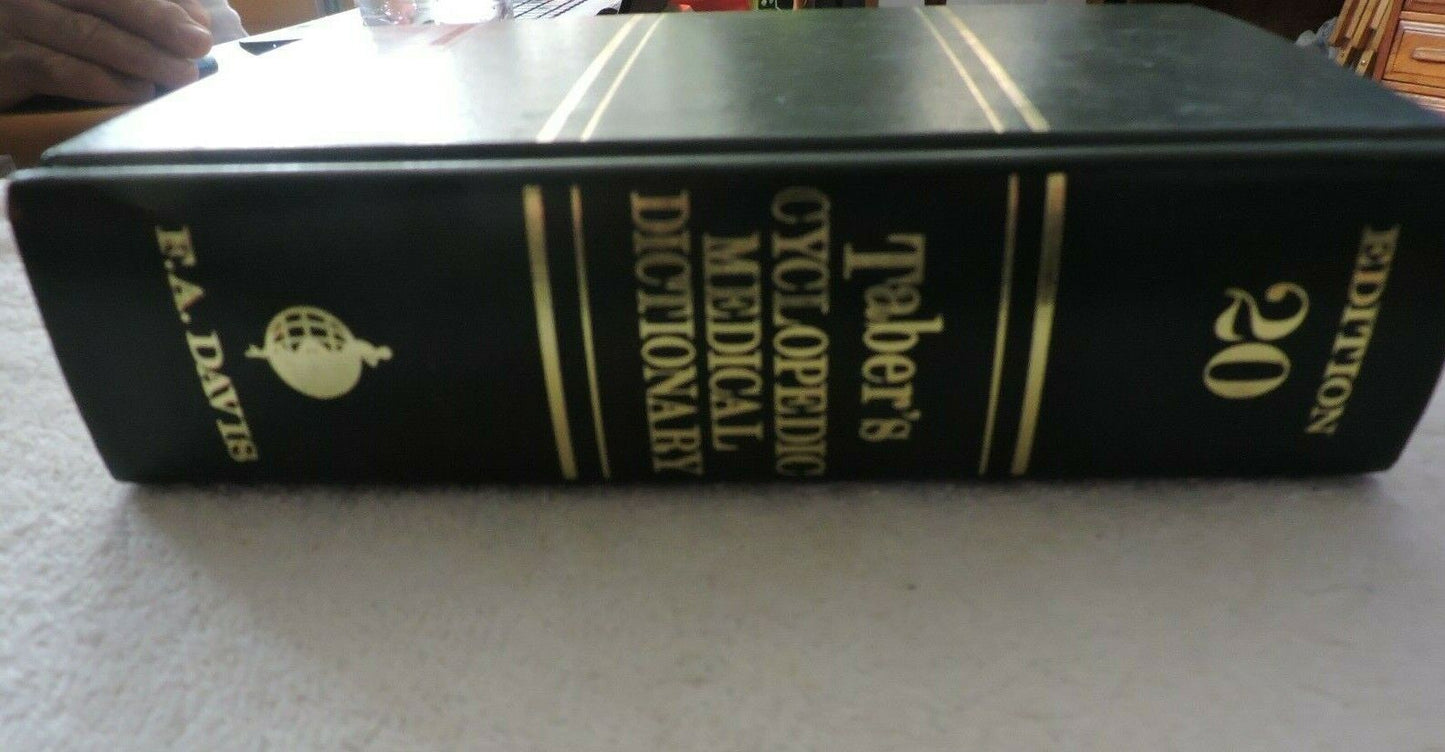 EDITION
20
Taber's
CYCLOPEDIC
MEDICAL
DICTIONARY
F.A. DAVIS